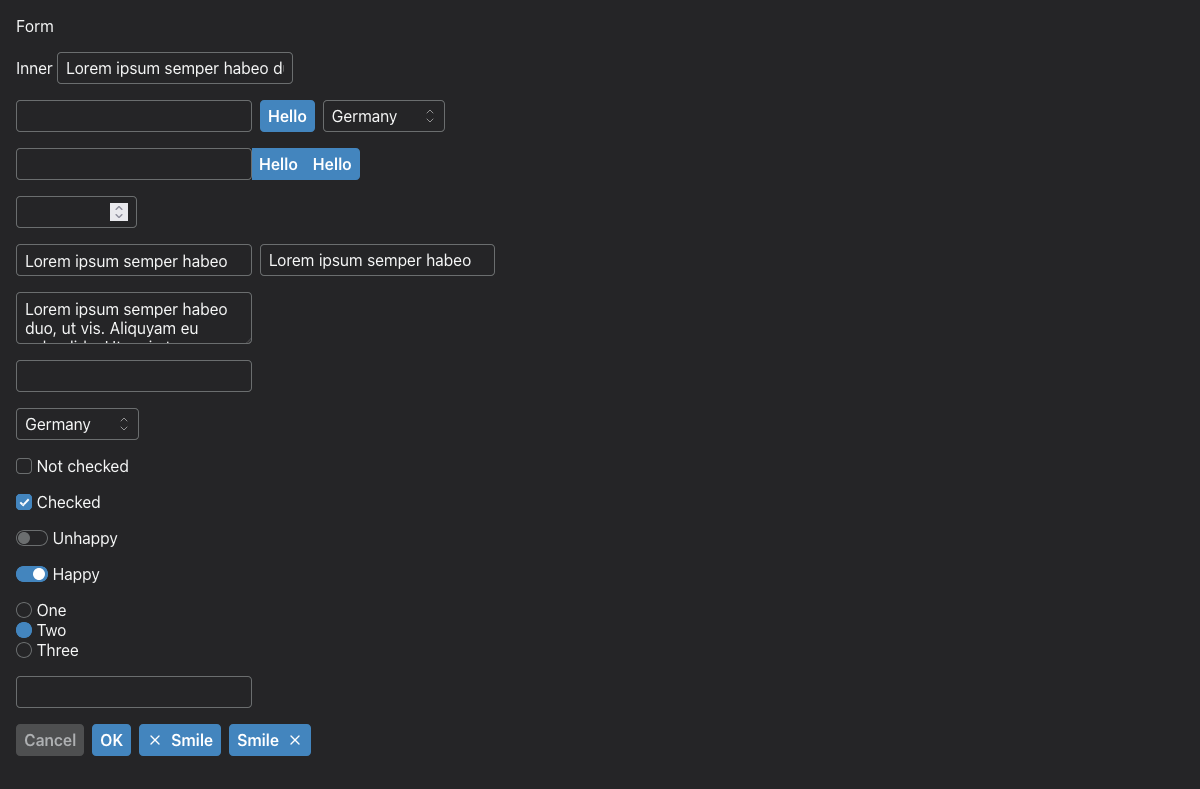 Form
Inner Lorem ipsum semper habeo d
Hello Germany
Hello Hello
Lorem ipsum semper habeo Lorem ipsum semper habeo
Lorem ipsum semper habeo
duo, ut vis. Aliquyam eu
Germany
Not checked
Checked
Unhappy
Happy
One
Two
Three
Cancel OK Smile Smile